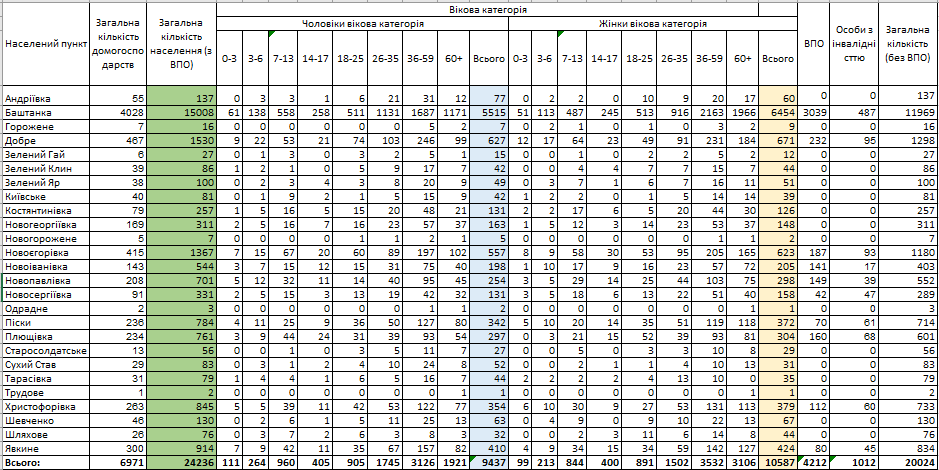 Вікова категорія
Населений пункт Загальна кількість домогоспо дарств Загальна кількість населення (з ВПО) Чоловіки вікова категорія Жінки вікова категорія ВПО Особи з інвалідні сттю Загальна кількість (без ВПО)
0-3 3-6 7-13 14-17 18-25 26-35 36-59 60+ Всього 0-3 3-6 7-13 14-17 18-25 26-35 36-59 60+ Всього
Андріївка 55 137 0 3 3 1 6 21 31 12 77 0 2 2 0 10 9 20 17 60 0 0 137
Баштанка 4028 15008 61 138 558 258 511 1131 1687 1171 5515 51 113 487 245 513 916 2163 1966 6454 3039 487 11969
Горожене 7 16 0 0 0 0 0 0 5 2 7 0 2 1 0 1 0 3 2 9 0 0 16
Добре 467 1530 9 22 53 21 74 103 246 99 627 12 17 64 23 49 91 231 184 671 232 95 1298
Зелений Гай 6 27 0 1 3 0 3 2 5 1 15 0 0 1 0 2 2 5 2 12 0 0 27
Зелений Клин 39 86 1 2 1 0 5 9 17 7 42 0 0 4 4 7 7 15 7 44 0 0 86
Зелений Яр 38 100 0 2 3 4 3 8 20 9 49 0 3 7 1 6 7 16 11 51 0 0 100
Київське 40 81 0 1 9 2 1 5 15 9 42 1 2 2 0 1 5 14 14 39 0 0 81
Костянтинівка 79 257 1 5 16 5 15 20 48 21 131 2 2 17 6 5 20 44 30 126 0 0 257
Новогеоргіївка 169 311 2 5 16 7 16 23 57 37 163 1 5 12 3 14 23 53 37 148 0 0 311
Новогорожене 5 7 0 0 0 0 1 1 2 1 5 0 0 0 0 0 1 1 0 2 0 0 7
Новоєгорівка 415 1367 7 15 67 20 60 89 197 102 557 8 9 58 30 53 95 205 165 623 187 93 1180
Новоіванівка 143 544 3 7 15 12 15 31 75 40 198 1 10 17 9 16 23 57 72 205 141 17 403
Новопавлівка 208 701 5 12 32 11 14 40 95 45 254 3 5 29 14 25 44 103 75 298 149 39 552
Новосергіївка 91 331 2 5 15 3 13 19 42 32 131 3 5 18 6 13 22 51 40 158 42 47 289
Одрадне 2 3 0 0 0 0 0 0 1 1 2 0 0 0 0 0 0 0 1 1 0 0 3
Піски 236 784 4 11 25 9 36 50 127 80 342 5 10 20 14 35 51 119 118 372 70 61 714
Плющівка 234 761 3 9 44 24 31 39 93 54 297 0 3 21 15 52 39 93 81 304 160 68 601
Старосолдатське 13 56 0 0 1 0 3 5 11 7 27 0 0 5 0 3 3 10 8 29 0 0 56
Сухий Став 29 83 0 3 1 2 4 10 24 8 52 0 0 2 1 1 4 10 13 31 0 0 83
Тарасівка 31 79 1 4 4 1 6 5 16 7 44 0 2 2 2 4 13 10 0 35 0 0 79
Трудове 1 2 0 0 0 0 0 0 0 1 1 0 0 0 0 0 0 0 1 1 0 0 2
Христофорівка 263 845 5 5 39 11 42 53 122 77 354 6 10 30 9 27 53 131 113 379 112 60 733
Шевченко 46 130 0 2 6 1 5 11 25 13 63 0 4 9 0 10 9 22 13 67 0 0 130
Шляхове 26 76 0 3 7 2 6 3 8 3 32 0 0 2 3 11 6 14 8 44 0 0 76
Явкине 300 914 7 9 42 11 35 67 157 82 410 4 9 34 15 34 59 142 127 424 80 45 834
Всього: 6971 24236 111 264 960 405 905 1745 3126 1921 9437 99 213 844 400 891 1502 3532 3106 10587 4212 1012 20024